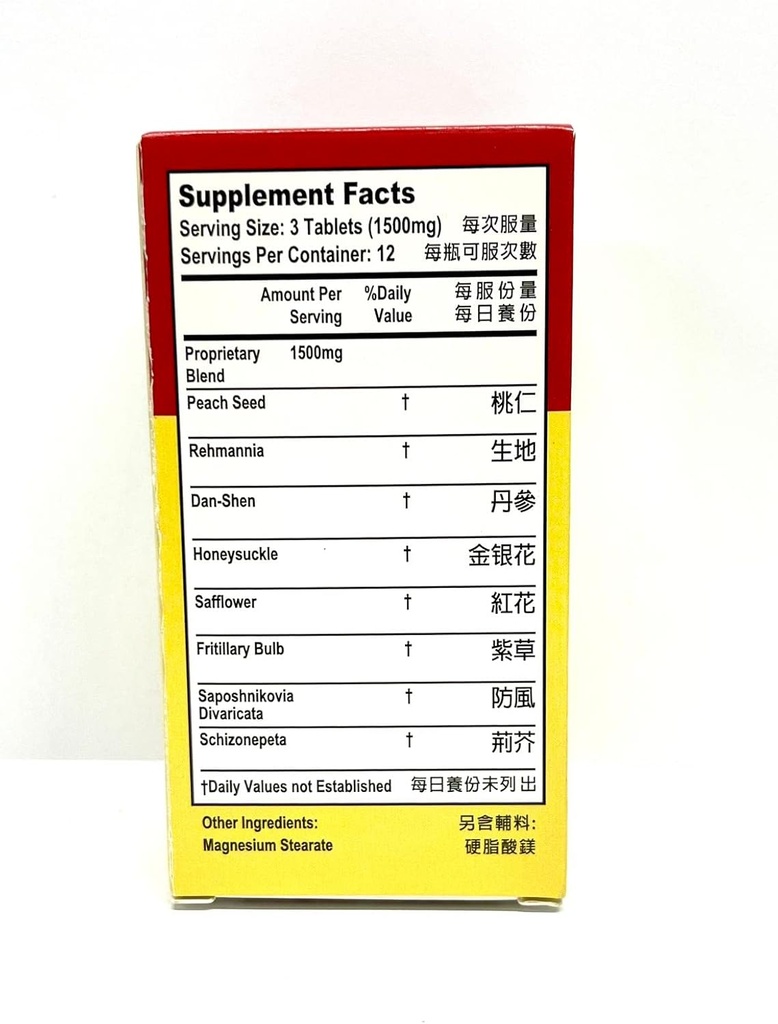 Supplement Facts
Serving Size: 3 Tablets (1500mg) 每次服量
Servings Per Container: 12 每瓶可服次數
Amount Per Serving %Daily Value 每服份量 每日養份
Proprietary Blend 1500mg
Peach Seed † 桃仁
Rehmannia † 生地
Dan-Shen † 丹參
Honeysuckle † 金银花
Safflower † 紅花
Fritillary Bulb † 紫草
Saposhnikovia Divaricata † 防風
Schizonepeta † 荊芥
†Daily Values not Established 每日養份未列出
Other Ingredients: 另含輔料:
Magnesium Stearate 硬脂酸鎂